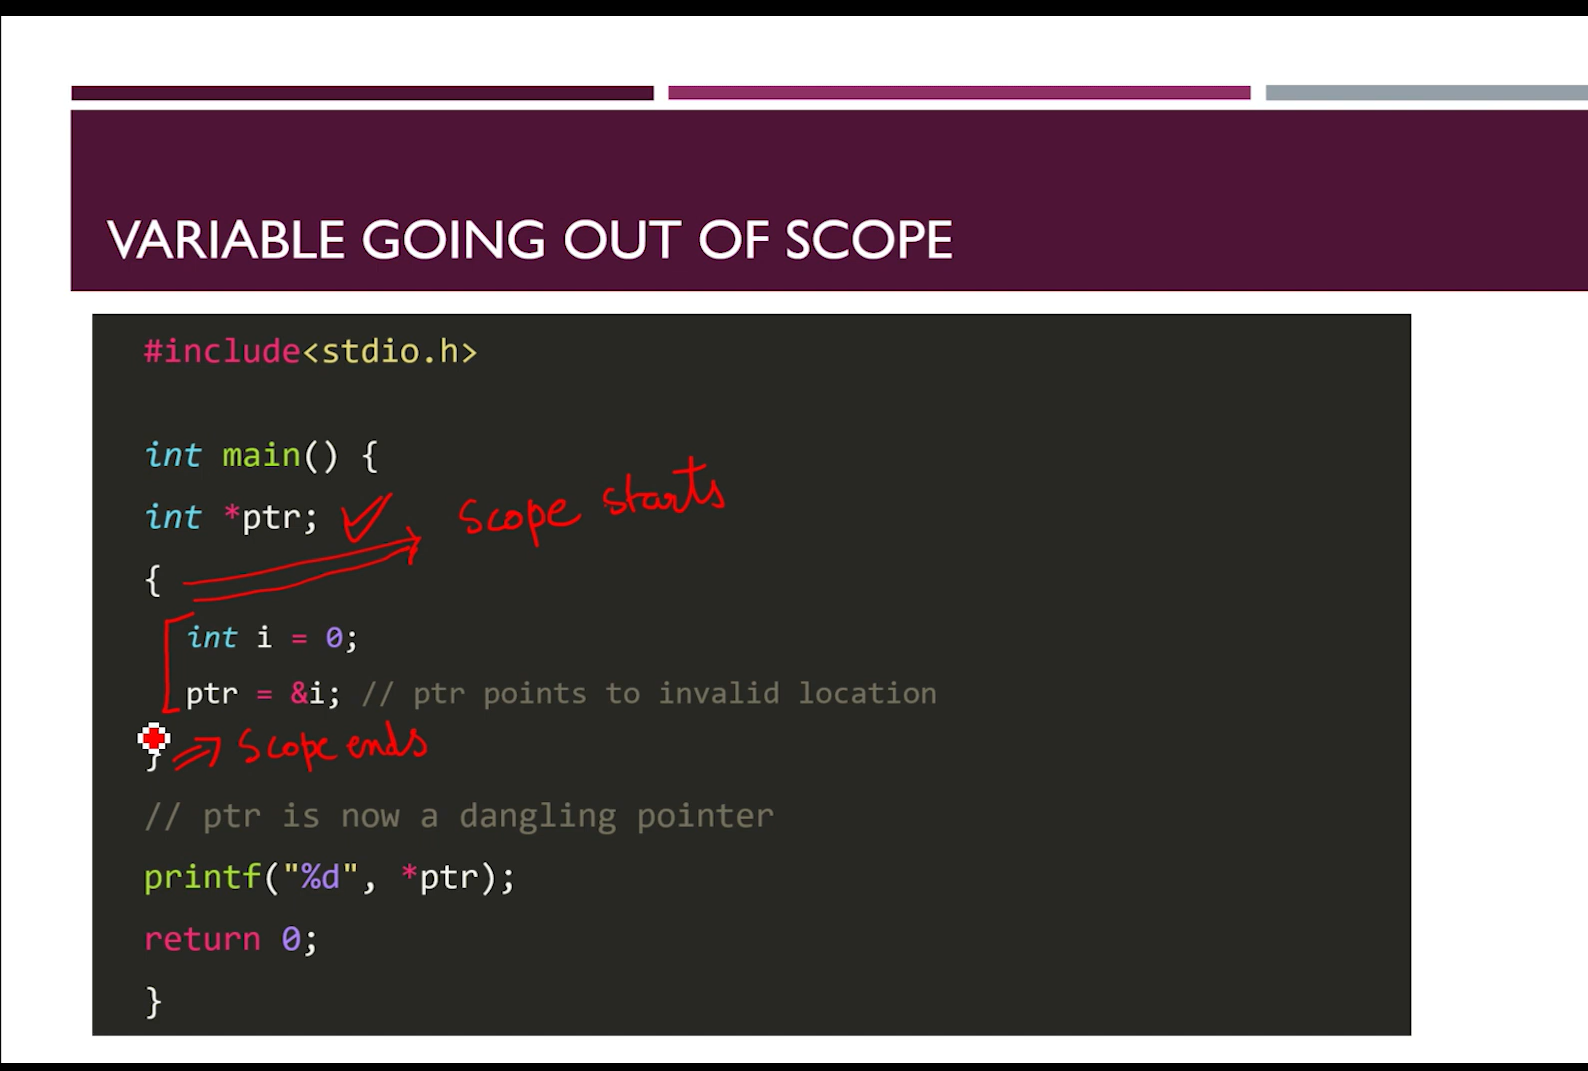 VARIABLE GOING OUT OF SCOPE
#include<stdio.h>
int main() {
int *ptr;
scope starts
{
int i = 0;
ptr = &i; // ptr points to invalid location
} scope ends
// ptr is now a dangling pointer
printf("%d", *ptr);
return 0;
}